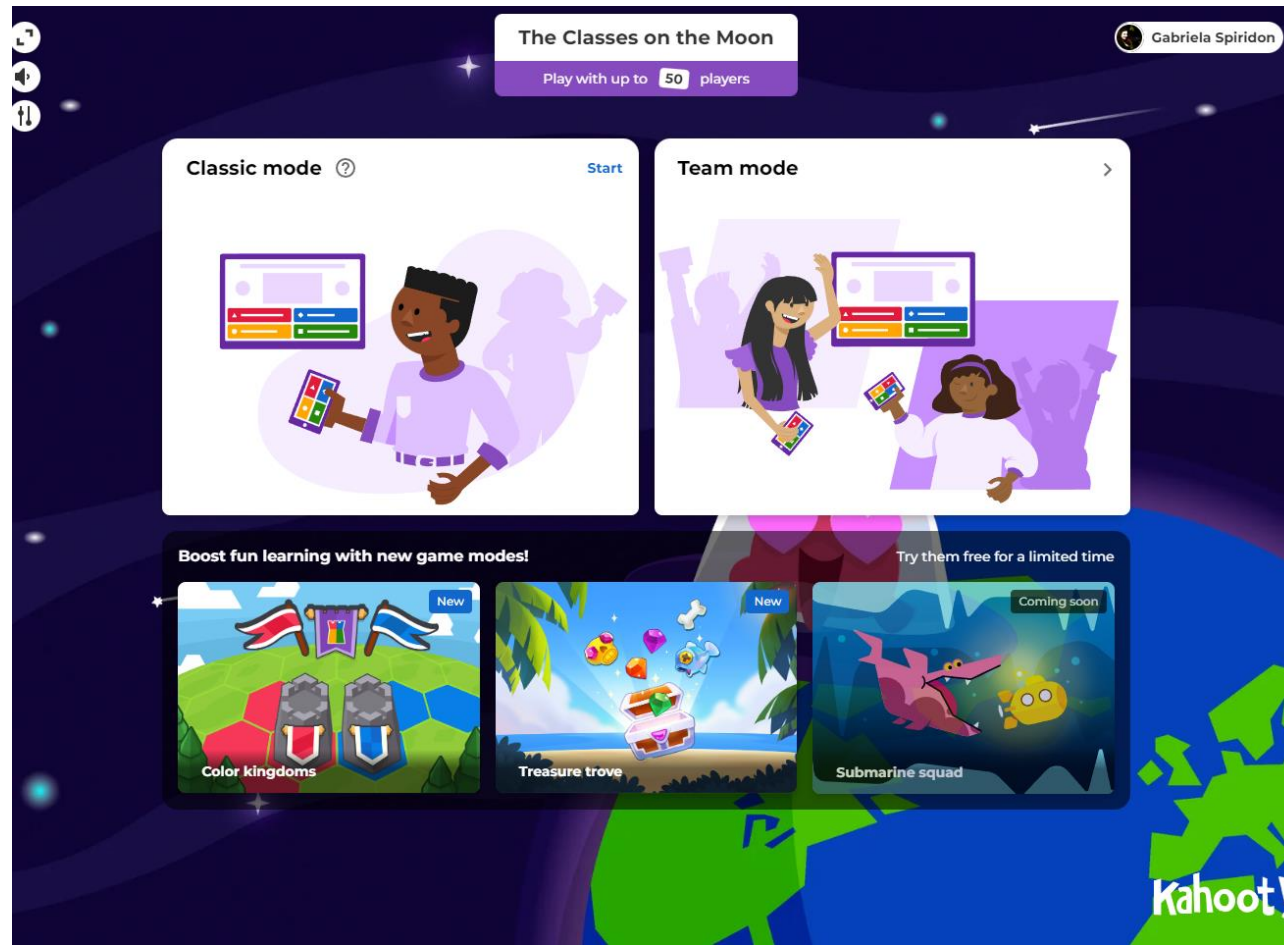 The Classes on the Moon
Play with up to 50 players
Gabriela Spiridon
Classic mode
Start
Team mode
Boost fun learning with new game modes!
Try them free for a limited time
New
New
Coming soon
Color kingdoms
Treasure trove
Submarine squad
Kahoot